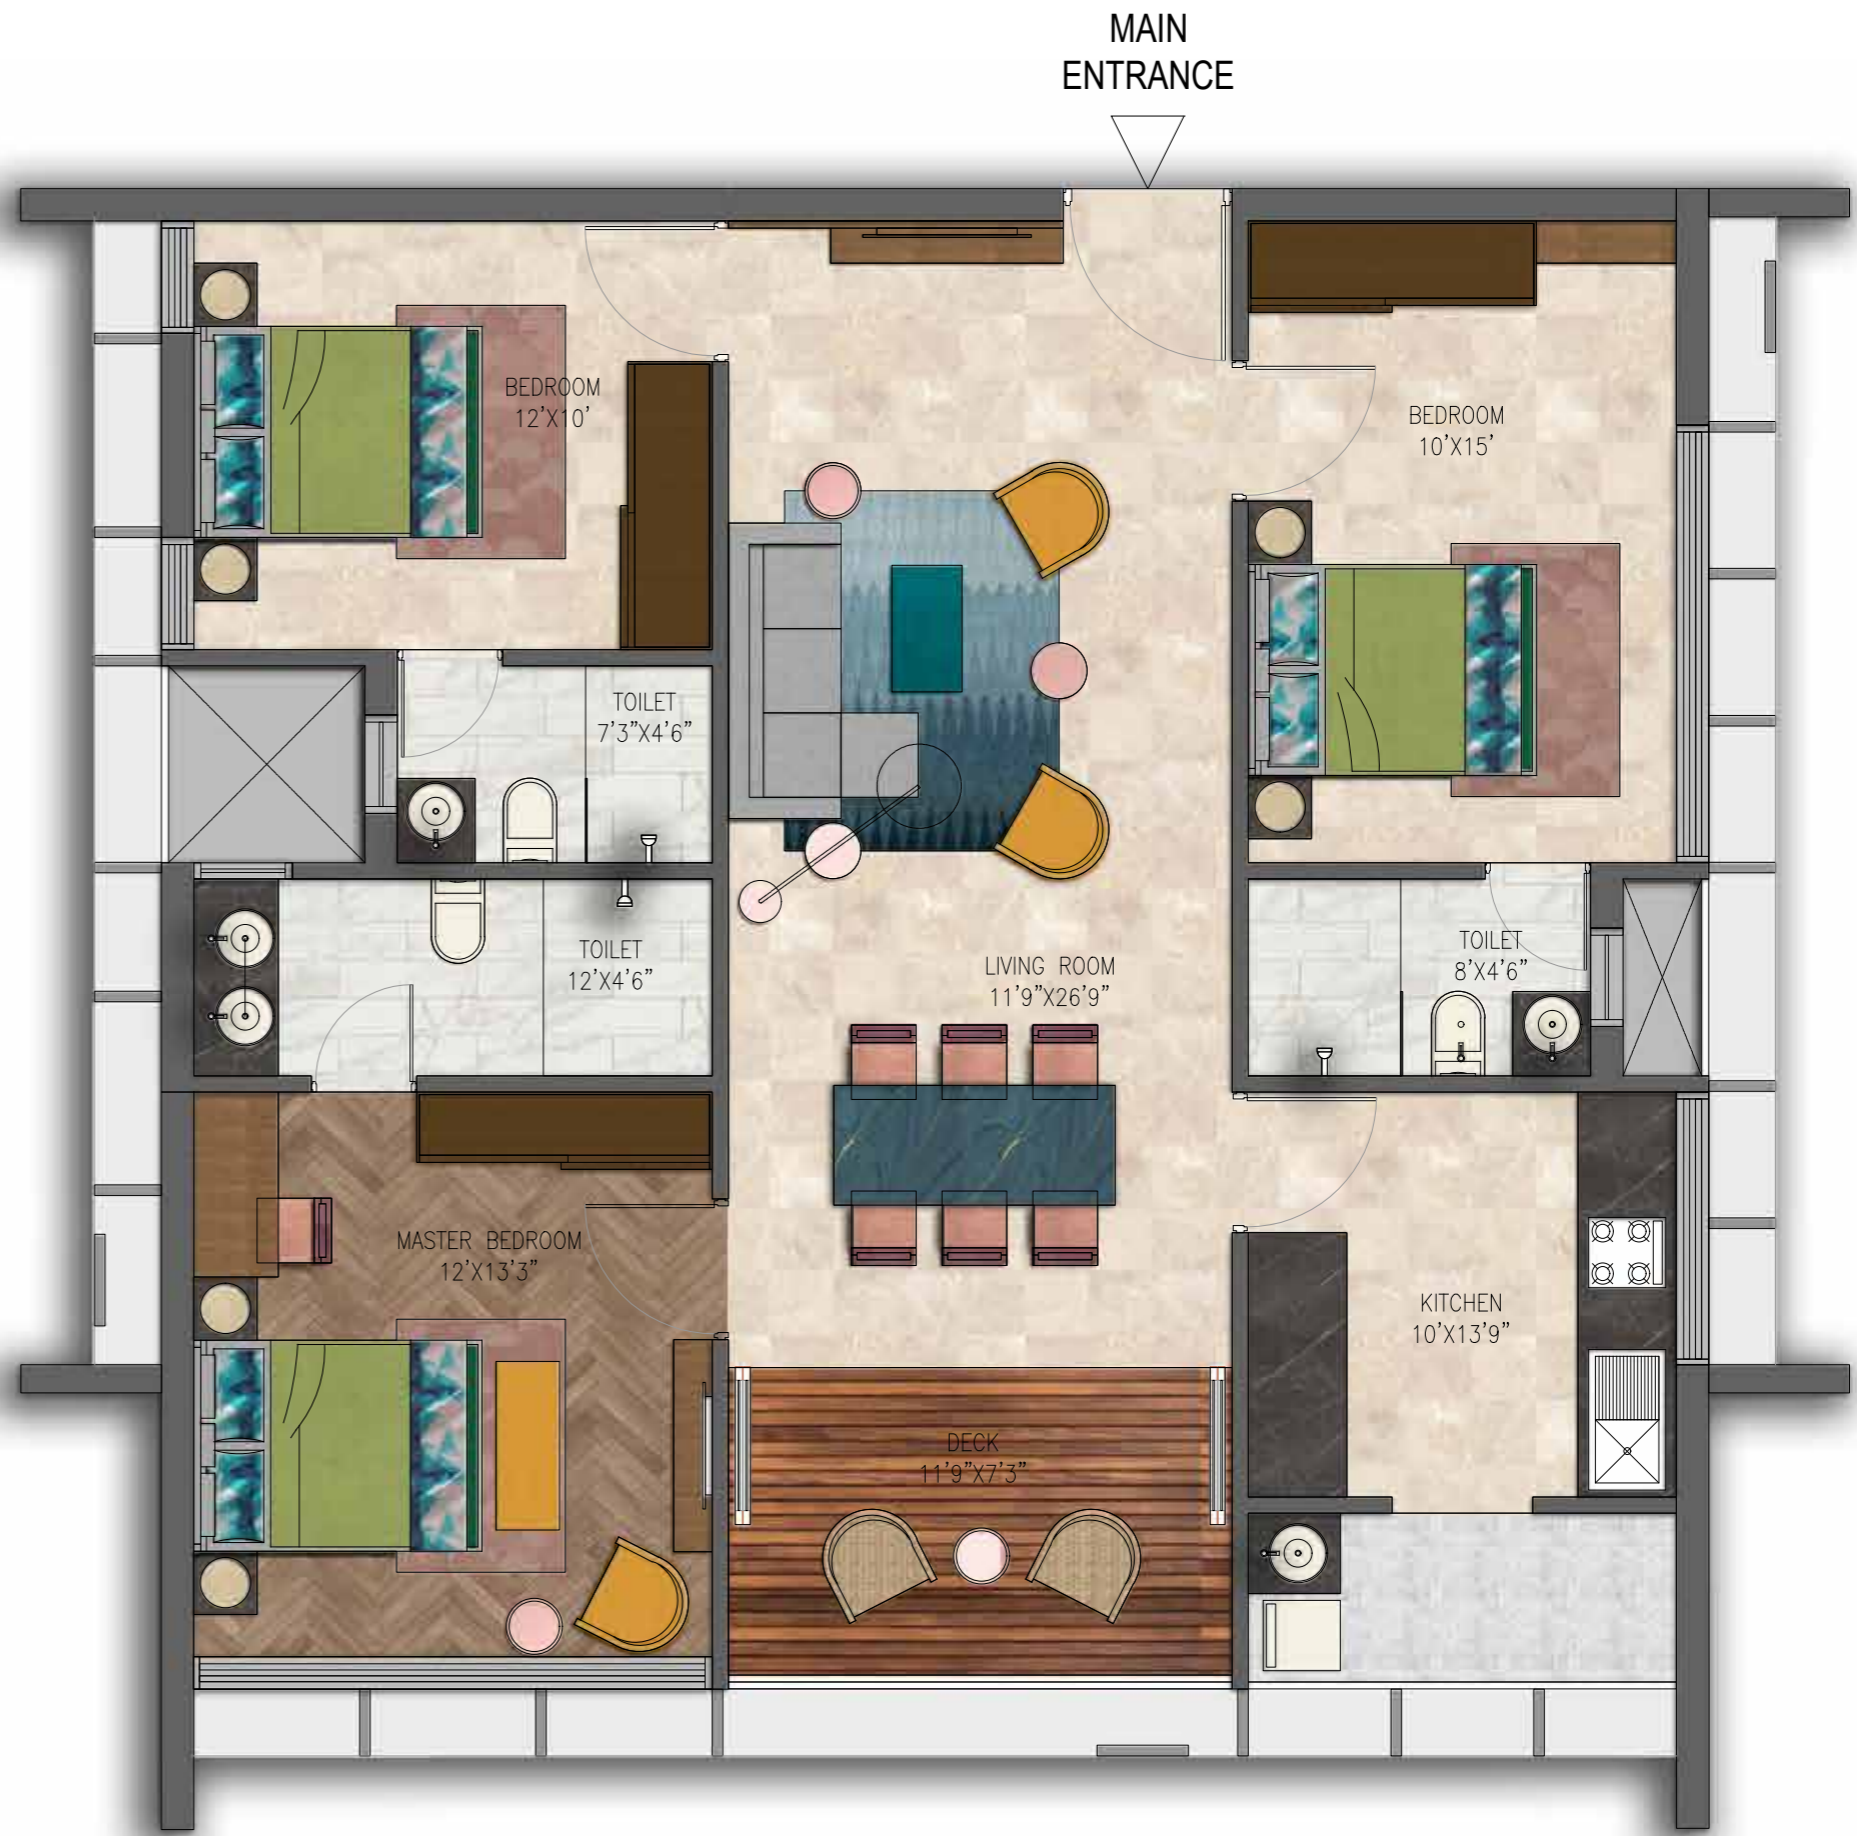 MAIN
ENTRANCE
BEDROOM
12'X10'
BEDROOM
10'X15'
TOILET
7'3"X4'6"
TOILET
12'X4'6"
LIVING ROOM
11'9"X26'9"
TOILET
8'X4'6"
MASTER BEDROOM
12'X13'3"
KITCHEN
10'X13'9"
DECK
11'9"X7'3"